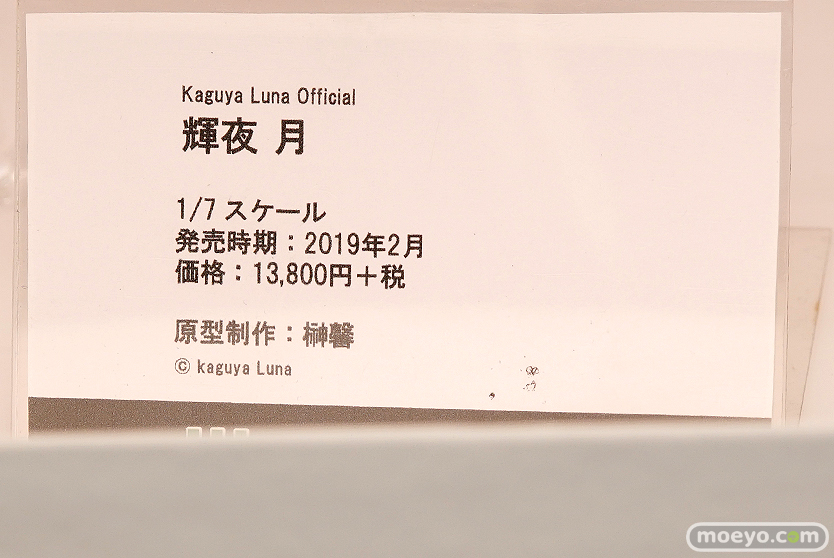 Kaguya Luna Official
輝夜 月
1/7 スケール
発売時期：2019年2月
価格：13,800円＋税
原型制作：榊馨
© kaguya Luna
moeyo.com